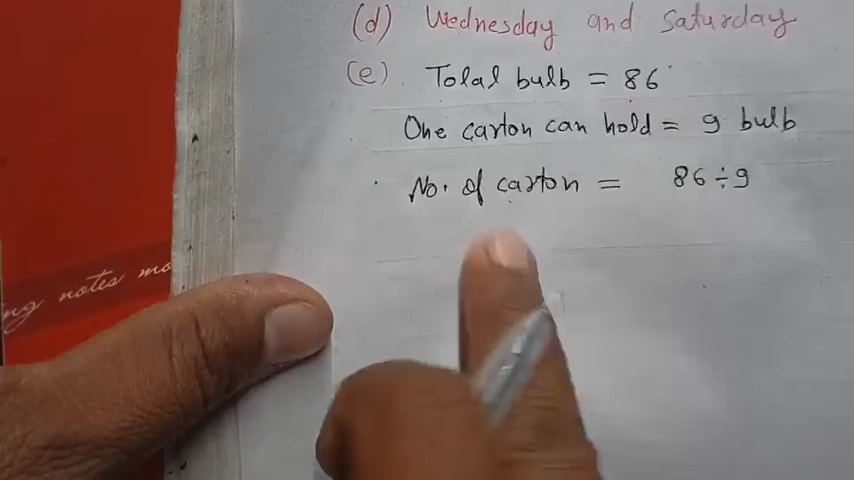 (d) Wednesday and Saturday
(e) Total bulb = 86
One carton can hold = 9 bulb
No. of carton = 86 ÷ 9
ng notes mo